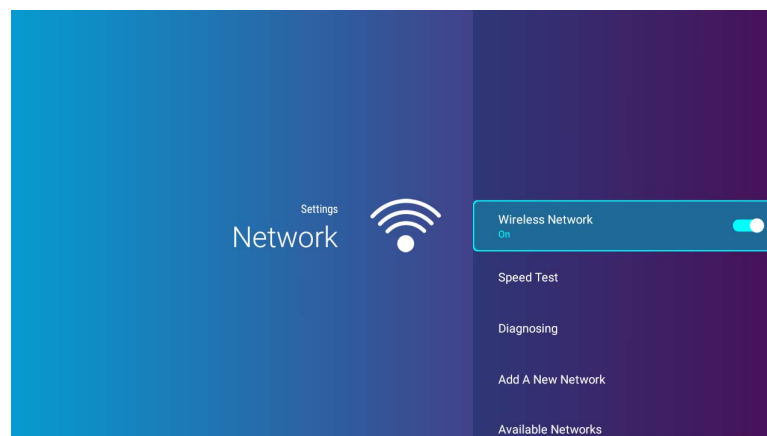 Settings
Network
Wireless Network
On
Speed Test
Diagnosing
Add A New Network
Available Networks